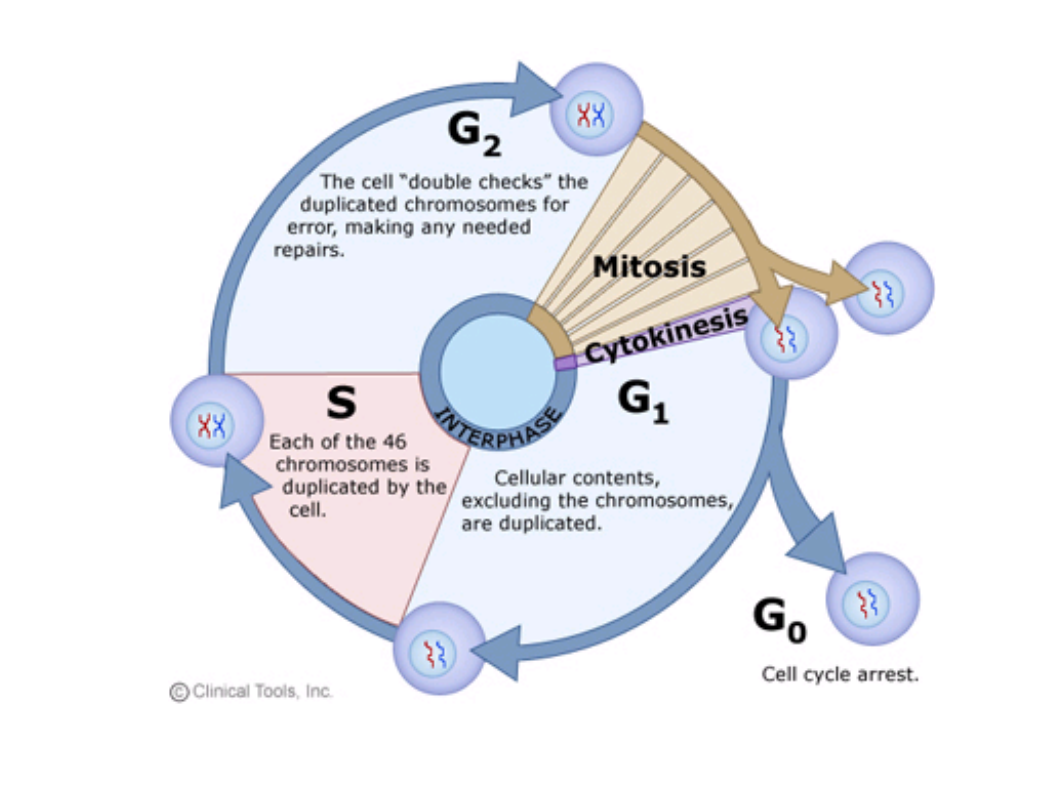 G2
The cell “double checks” the
duplicated chromosomes for
error, making any needed
repairs.
Mitosis
Cytokinesis
G1
Cellular contents,
excluding the chromosomes,
are duplicated.
S
Each of the 46
chromosomes is
duplicated by the
cell.
INTERPHASE
G0
Cell cycle arrest.
© Clinical Tools, Inc.